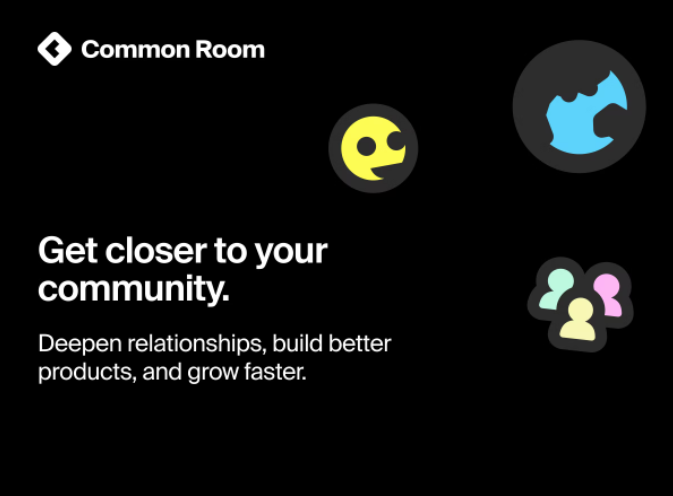 Common Room
Get closer to your
community.
Deepen relationships, build better
products, and grow faster.